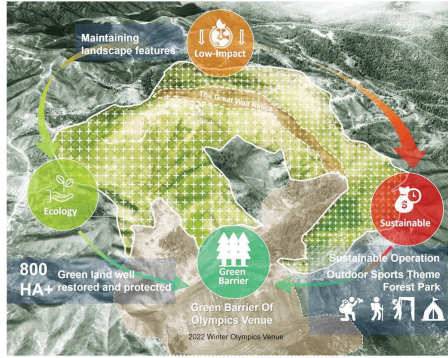 Maintaining
landscape features
Low-Impact
The Great Wall Relics
Ecology
$
Sustainable
Green
Barrier
800
HA+
Green land well
restored and protected
Sustainable Operation
Outdoor Sports Theme
Forest Park
Green Barrier Of
Olympics Venue
2022 Winter Olympics Venue